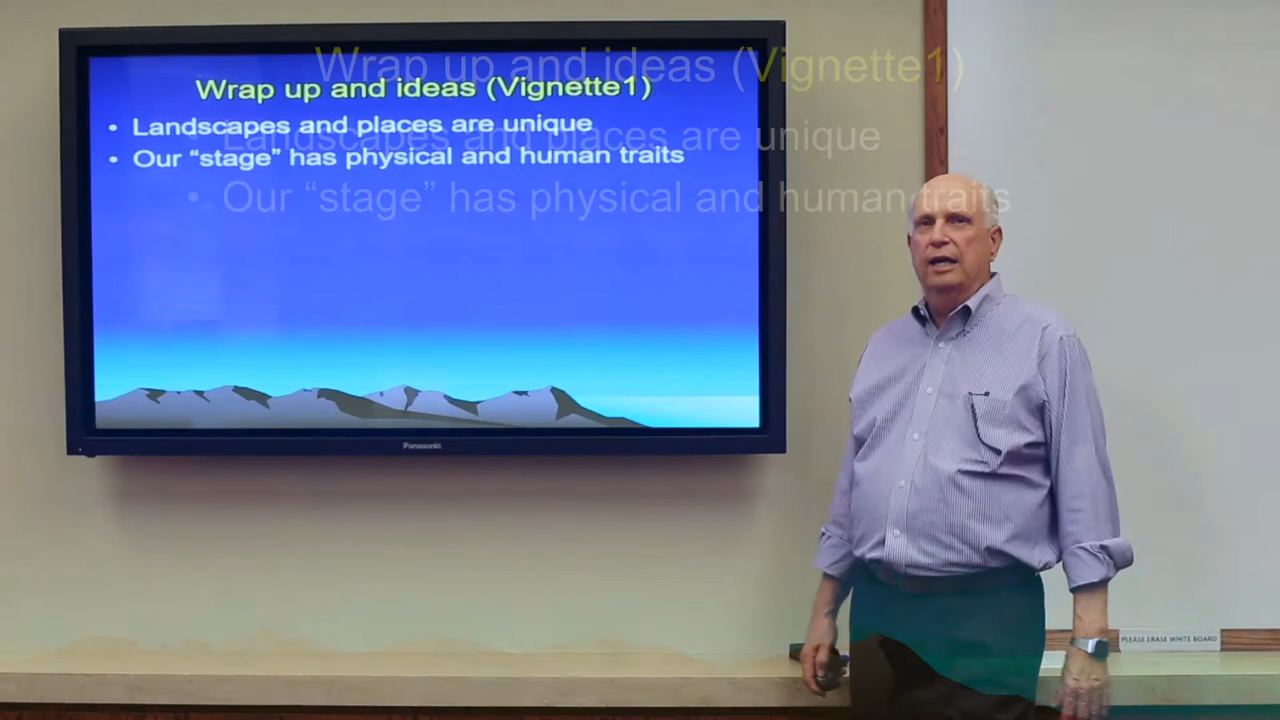 Wrap up and ideas (Vignette1)
• Landscapes and places are unique
• Our “stage” has physical and human traits
Wrap up and ideas (Vignette1)
Landscapes and places are unique
• Our “stage” has physical and human traits
Panasonic
PLEASE ERASE WHITE BOARD